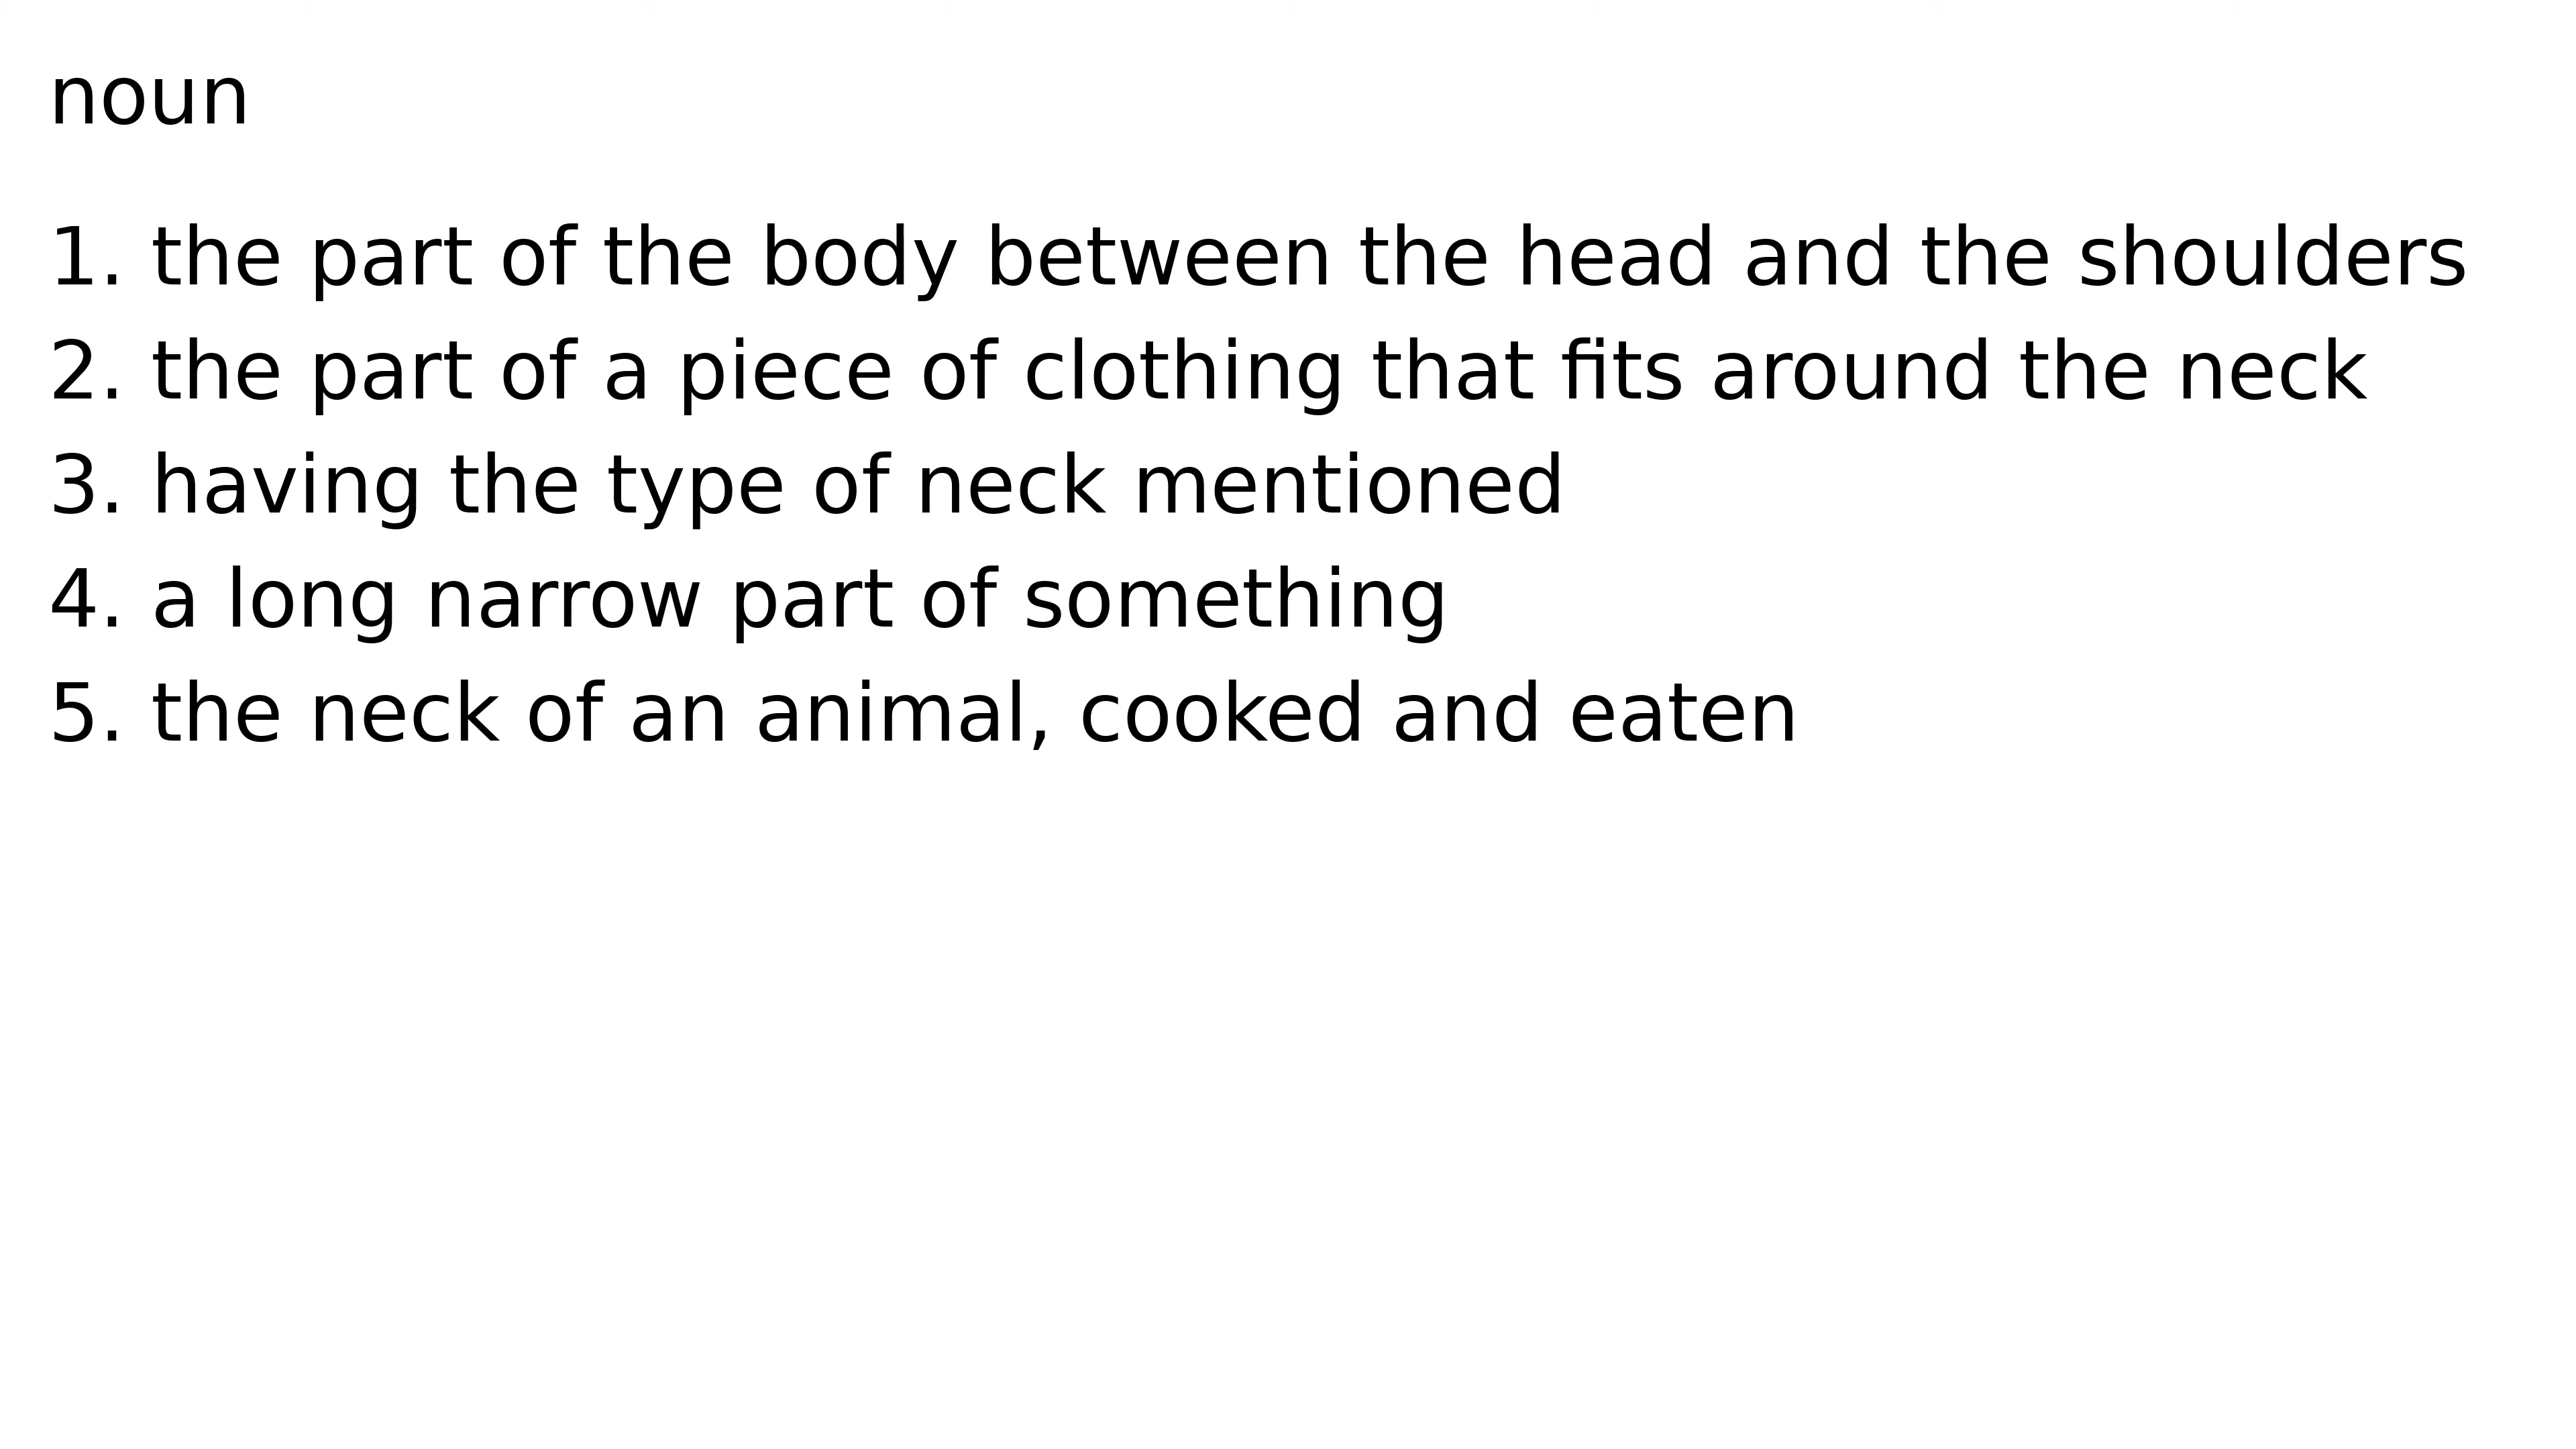 noun
1. the part of the body between the head and the shoulders
2. the part of a piece of clothing that fits around the neck
3. having the type of neck mentioned
4. a long narrow part of something
5. the neck of an animal, cooked and eaten